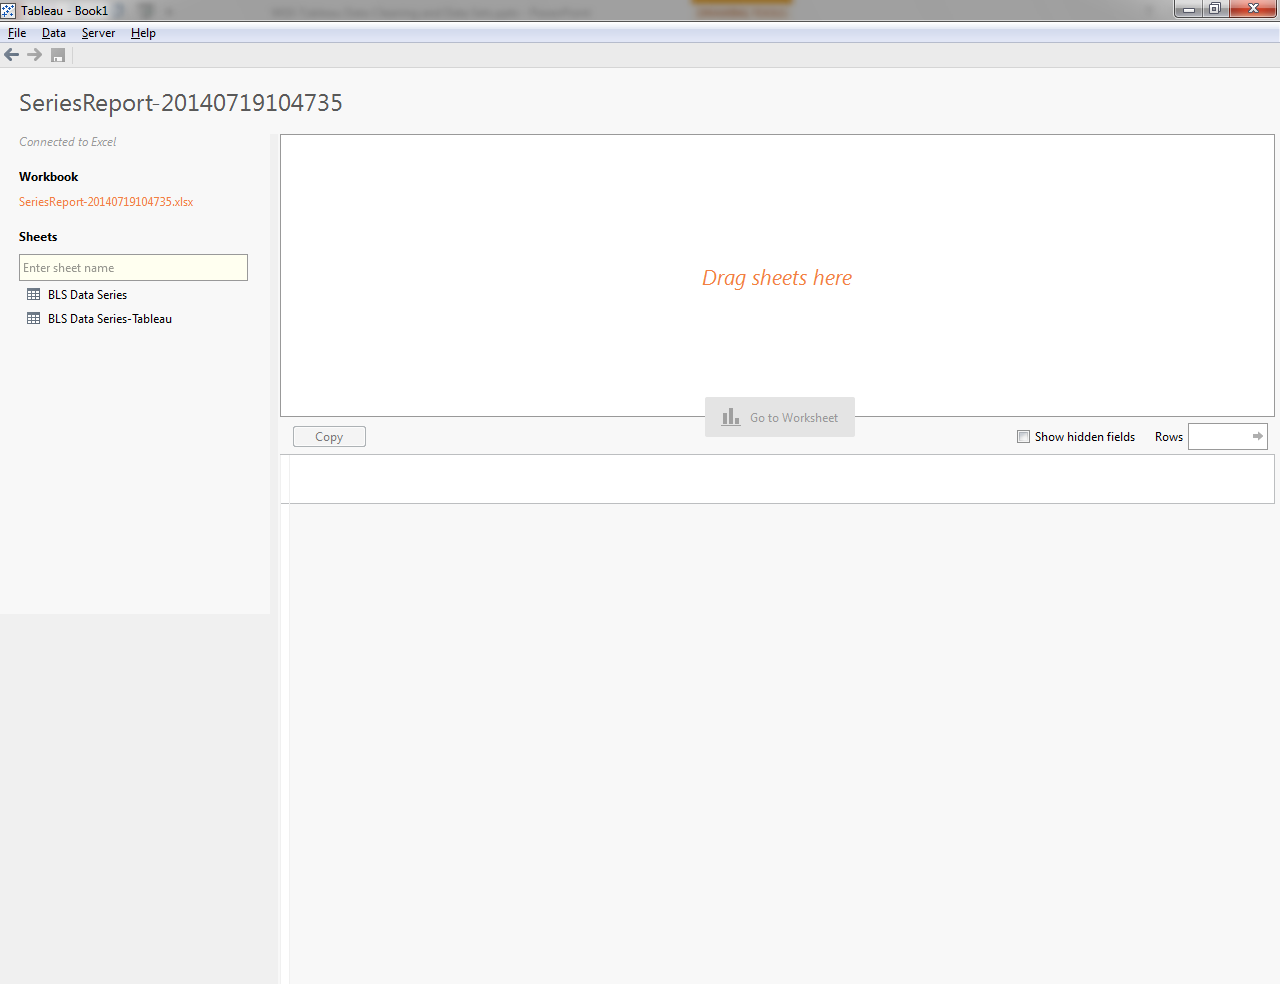 Tableau - Book1
File Data Server Help
SeriesReport-20140719104735
Connected to Excel
Workbook
SeriesReport-20140719104735.xlsx
Sheets
Enter sheet name
BLS Data Series
BLS Data Series-Tableau
Drag sheets here
Go to Worksheet
Copy
Show hidden fields
Rows